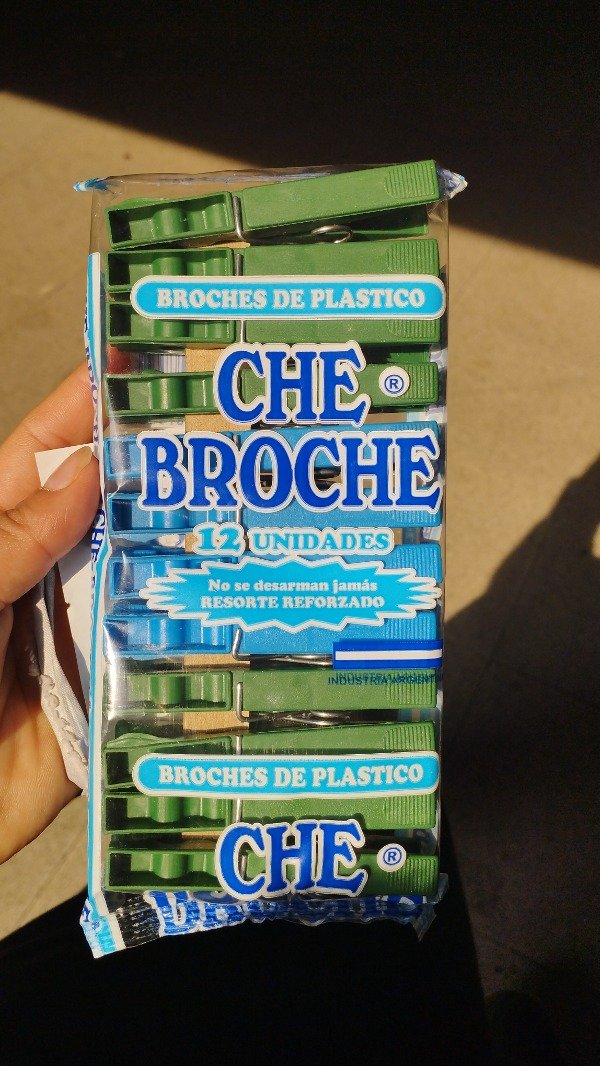 BROCHES DE PLASTICO
CHE ®
BROCHE
12 UNIDADES
No se desarman jamás
RESORTE REFORZADO
INDUSTRIA ARGENTINA
BROCHES DE PLASTICO
CHE ®